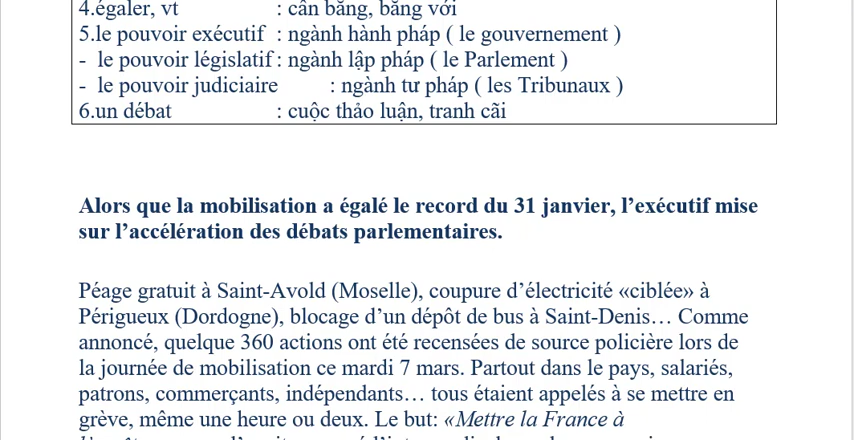 4.égaler, vt : cân bằng, bằng với
5.le pouvoir exécutif : ngành hành pháp ( le gouvernement )
- le pouvoir législatif : ngành lập pháp ( le Parlement )
- le pouvoir judiciaire : ngành tư pháp ( les Tribunaux )
6.un débat : cuộc thảo luận, tranh cãi
Alors que la mobilisation a égalé le record du 31 janvier, l’exécutif mise
sur l’accélération des débats parlementaires.
Péage gratuit à Saint-Avold (Moselle), coupure d’électricité «ciblée» à
Périgueux (Dordogne), blocage d’un dépôt de bus à Saint-Denis… Comme
annoncé, quelque 360 actions ont été recensées de source policière lors de
la journée de mobilisation ce mardi 7 mars. Partout dans le pays, salariés,
patrons, commerçants, indépendants… tous étaient appelés à se mettre en
grève, même une heure ou deux. Le but: «Mettre la France à